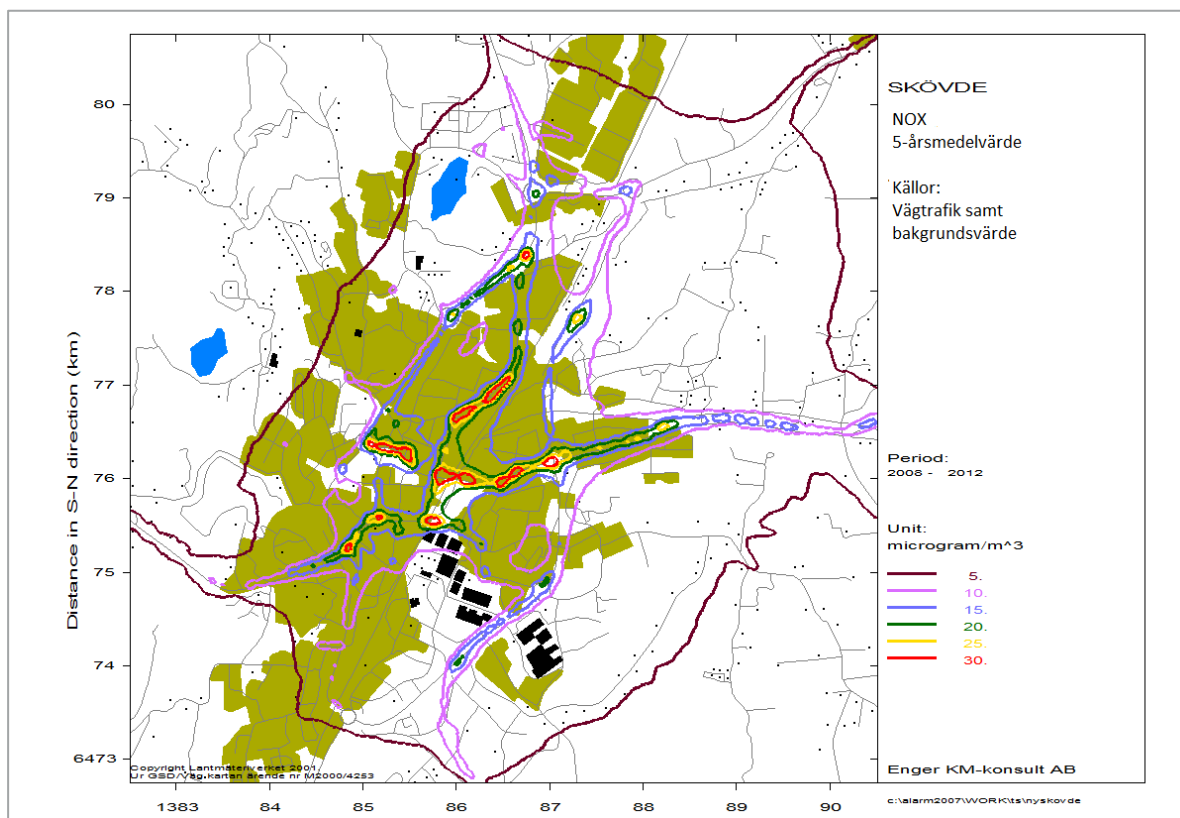 SKÖVDE
NOX
5-årsmedelvärde
Källor:
Vägtrafik samt
bakgrundsvärde
Period:
2008 - 2012
Unit:
microgram/m^3
5.
10.
15.
20.
25.
30.
Enger KM-konsult AB
c:\alarm2007\WORK\ts\nyskovde
Distance in S-N direction (km)
80
79
78
77
76
75
74
6473
Copyright Lantmäteriverket 2001.
Ur GSD/Väg.kartan ärende nr M2000/4253
1383
84
85
86
87
88
89
90